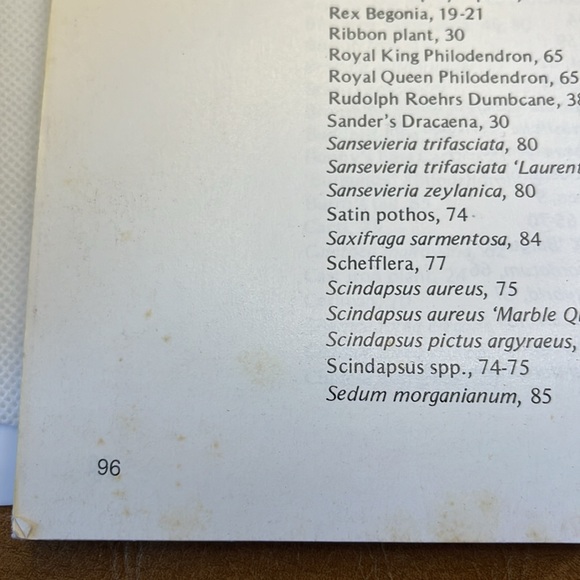 Rex Begonia, 19-21
Ribbon plant, 30
Royal King Philodendron, 65
Royal Queen Philodendron, 65
Rudolph Roehrs Dumbcane,
Sander's Dracaena, 30
Sansevieria trifasciata, 80
Sansevieria trifasciata
Sansevieria zeylanica, 80
Satin pothos, 74
Saxifraga sarmentosa, 84
Schefflera, 77
Scindapsus aureus, 75
Scindapsus aureus ‘Marble
Scindapsus pictus argyraeus,
Scindapsus spp., 74-75
Sedum morganianum, 85
96